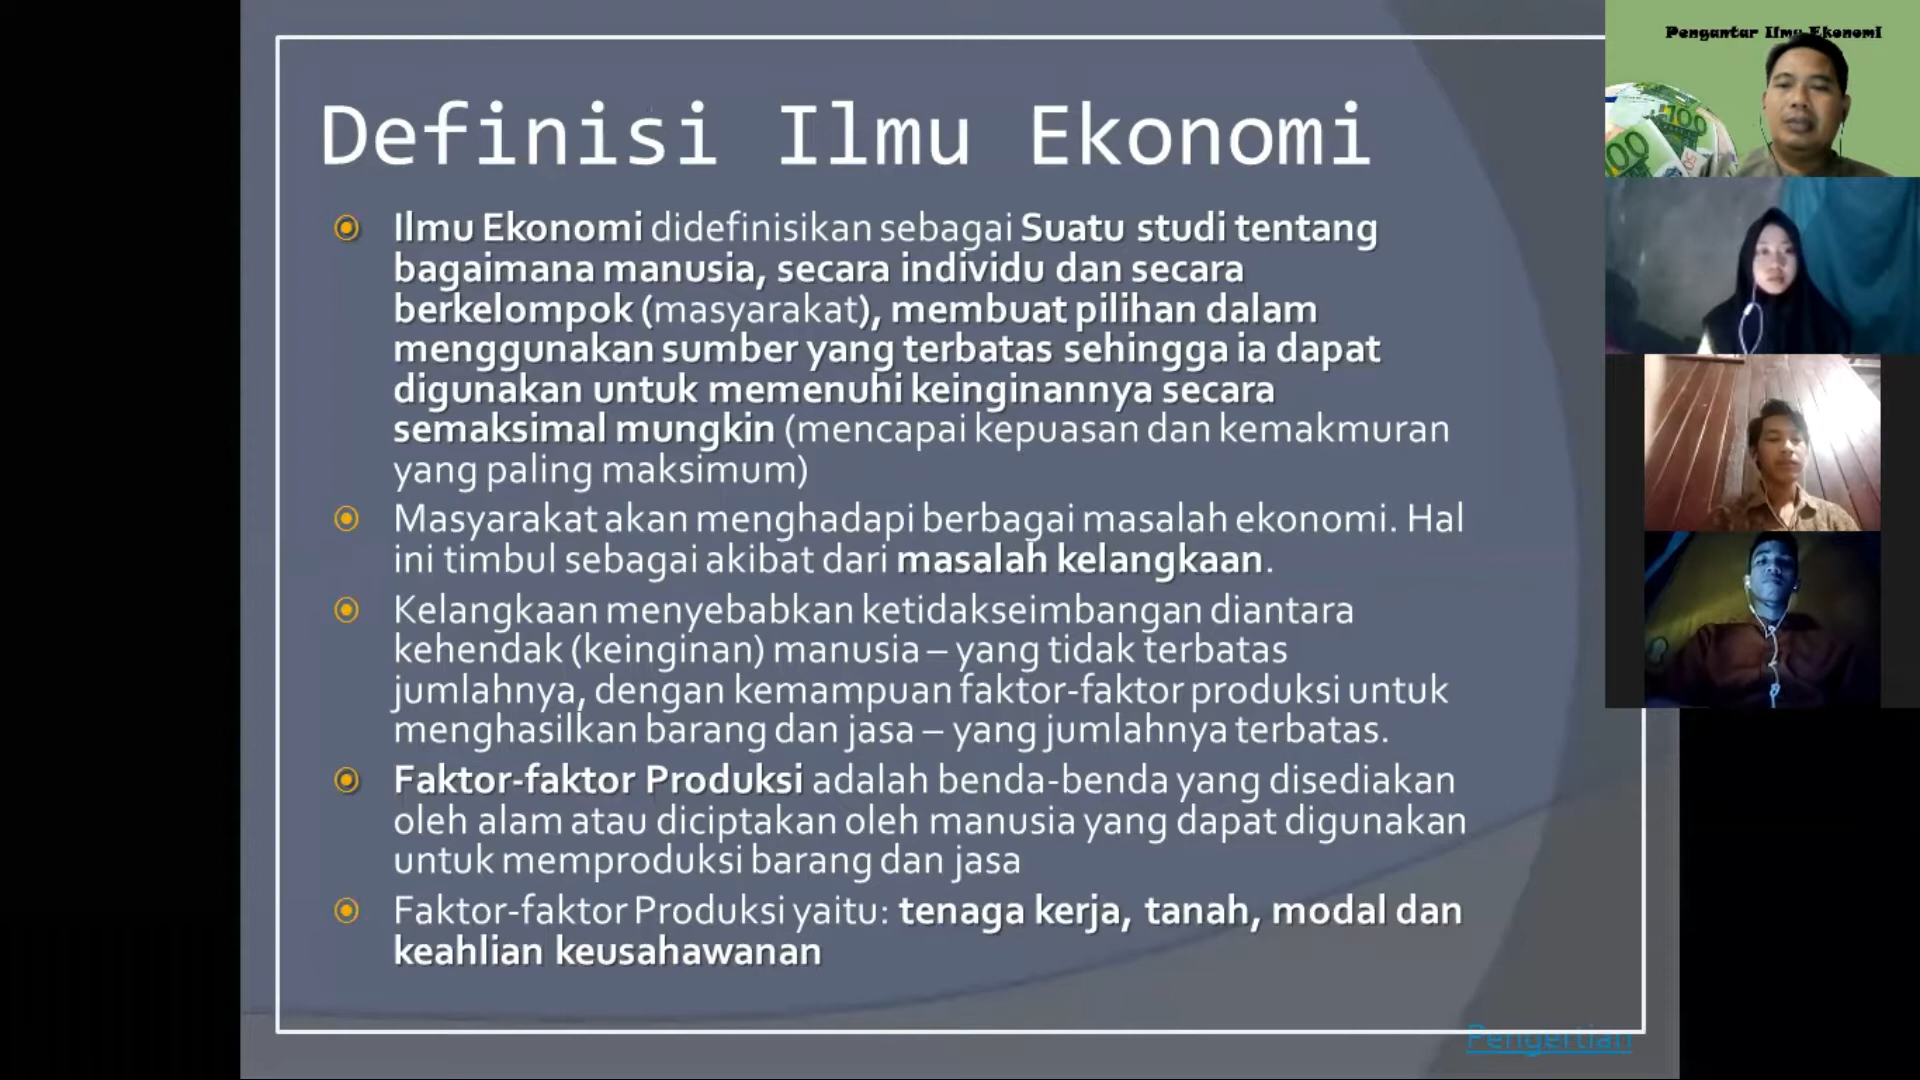 Definisi Ilmu Ekonomi
Ilmu Ekonomi didefinisikan sebagai Suatu studi tentang
bagaimana manusia, secara individu dan secara
berkelompok (masyarakat), membuat pilihan dalam
menggunakan sumber yang terbatas sehingga ia dapat
digunakan untuk memenuhi keinginannya secara
semaksimal mungkin (mencapai kepuasan dan kemakmuran
yang paling maksimum)
Masyarakat akan menghadapi berbagai masalah ekonomi. Hal
ini timbul sebagai akibat dari masalah kelangkaan.
Kelangkaan menyebabkan ketidakseimbangan diantara
kehendak (keinginan) manusia – yang tidak terbatas
jumlahnya, dengan kemampuan faktor-faktor produksi untuk
menghasilkan barang dan jasa – yang jumlahnya terbatas.
Faktor-faktor Produksi adalah benda-benda yang disediakan
oleh alam atau diciptakan oleh manusia yang dapat digunakan
untuk memproduksi barang dan jasa
Faktor-faktor Produksi yaitu: tenaga kerja, tanah, modal dan
keahlian keusahawanan
Pengertian
Pengantar Ilmu Ekonomi
100
100
50